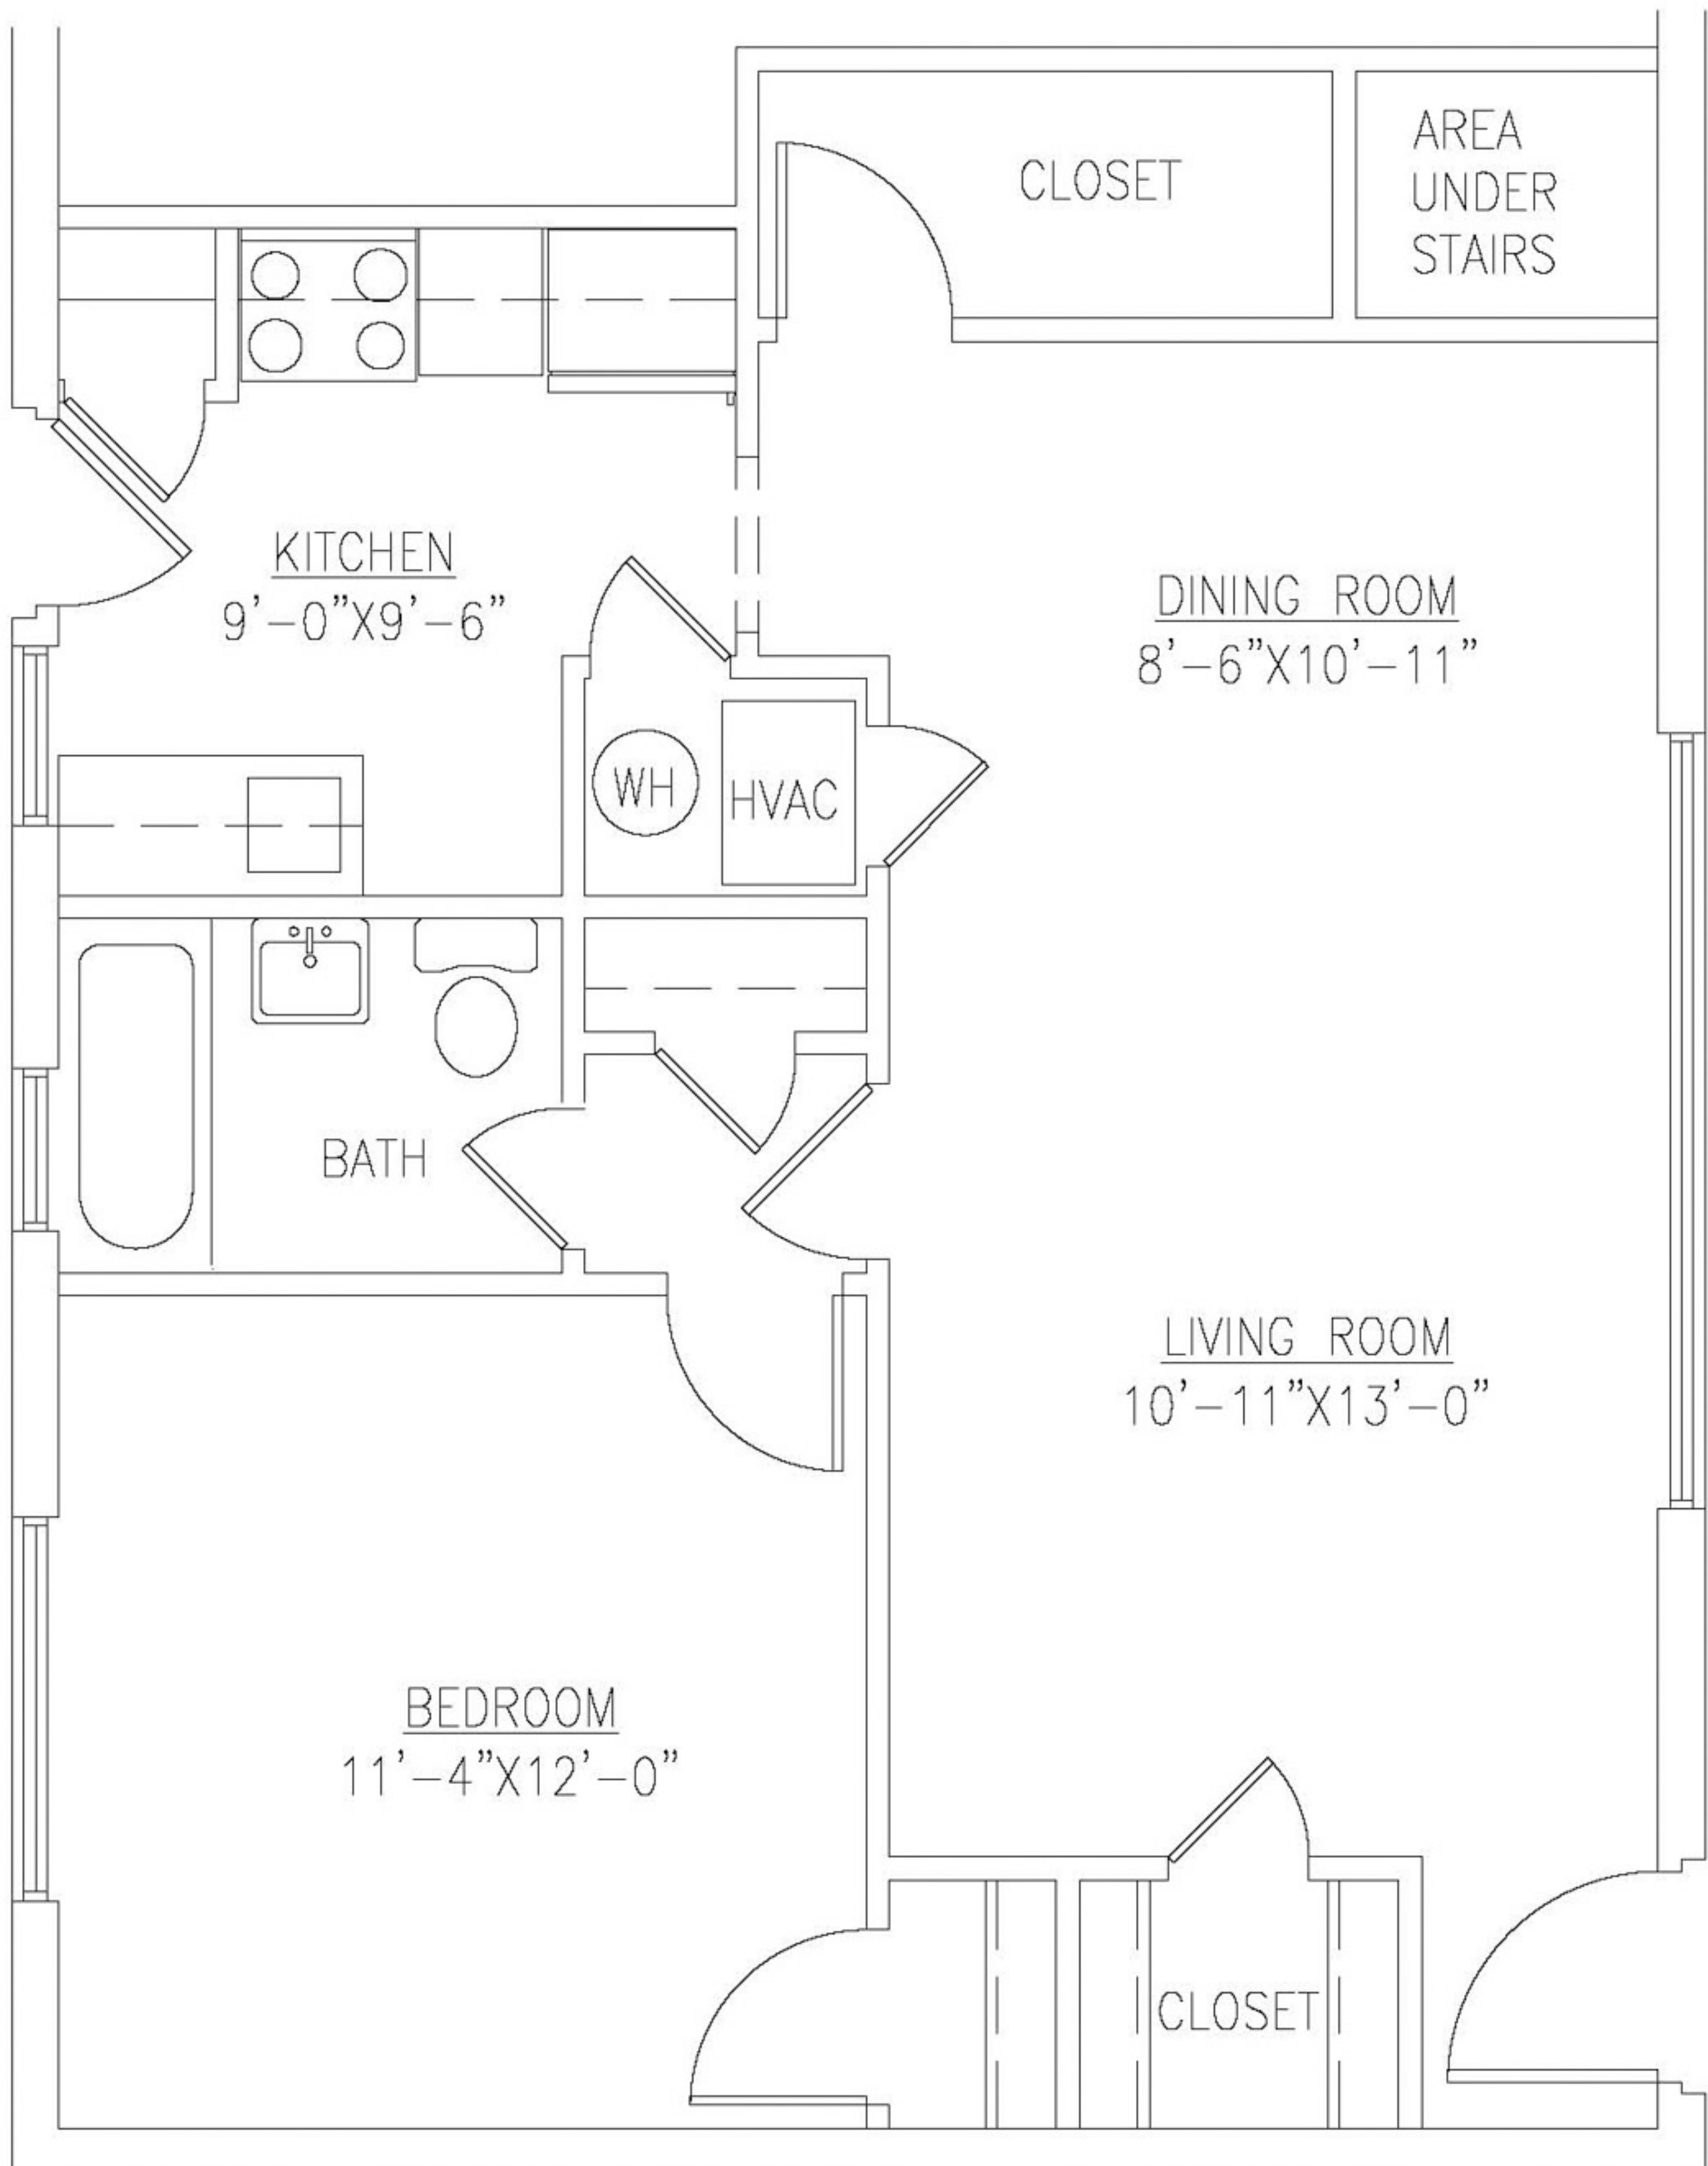 CLOSET
AREA
UNDER
STAIRS
KITCHEN
9'-0"X9'-6"
DINING ROOM
8'-6"X10'-11"
WH
HVAC
BATH
LIVING ROOM
10'-11"X13'-0"
BEDROOM
11'-4"X12'-0"
CLOSET